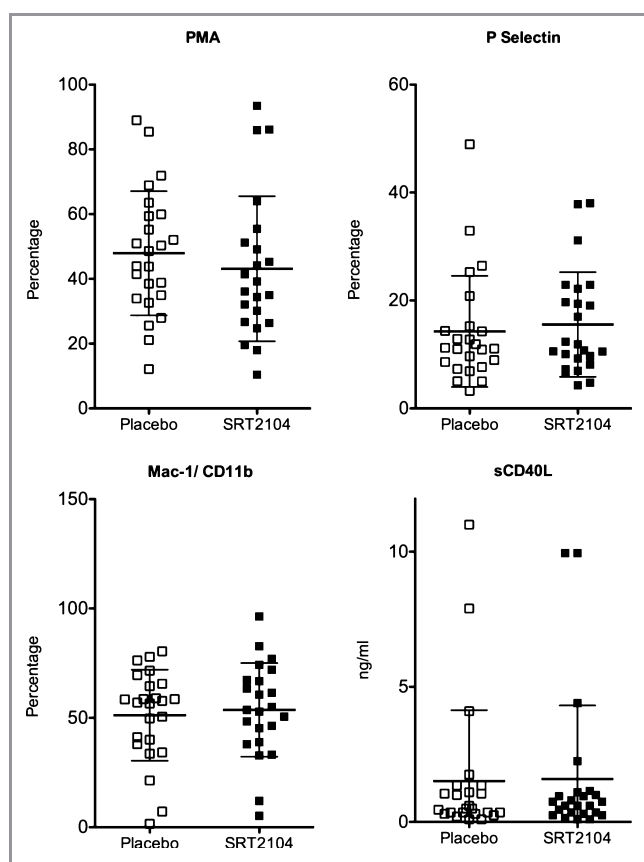 PMA
100
80
60
40
20
0
Percentage
Placebo
SRT2104
P Selectin
60
40
20
0
Percentage
Placebo
SRT2104
Mac-1/ CD11b
150
100
50
0
Percentage
Placebo
SRT2104
sCD40L
10
5
0
ng/ml
Placebo
SRT2104